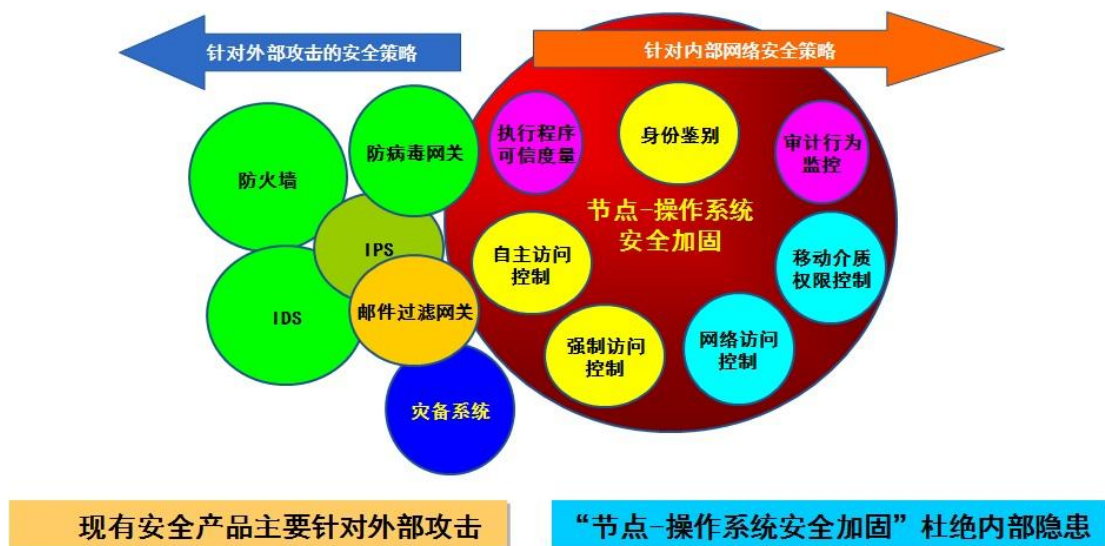 针对外部攻击的安全策略
针对内部网络安全策略
防火墙
防病毒网关
IPS
IDS
邮件过滤网关
灾备系统
执行程序
可信度量
身份鉴别
审计行为
监控
节点-操作系统
安全加固
自主访问
控制
移动介质
权限控制
强制访问
控制
网络访问
控制
现有安全产品主要针对外部攻击
“节点-操作系统安全加固”杜绝内部隐患